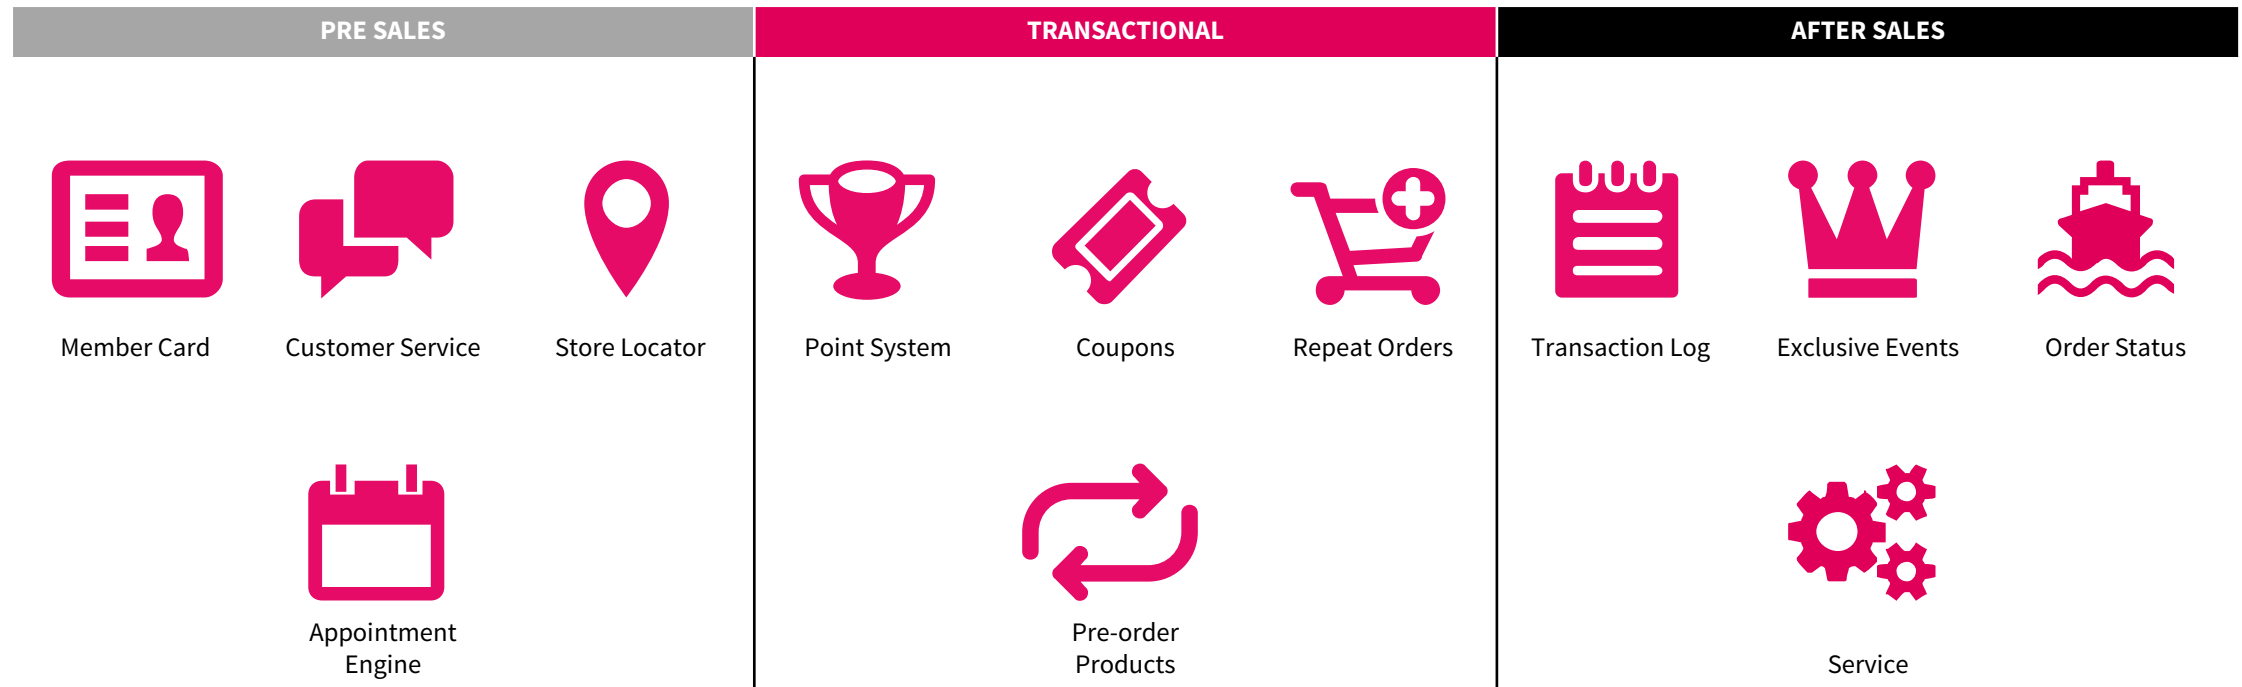 PRE SALES
TRANSACTIONAL
AFTER SALES
Member Card
Customer Service
Store Locator
Point System
Coupons
Repeat Orders
Transaction Log
Exclusive Events
Order Status
Appointment
Engine
Pre-order
Products
Service